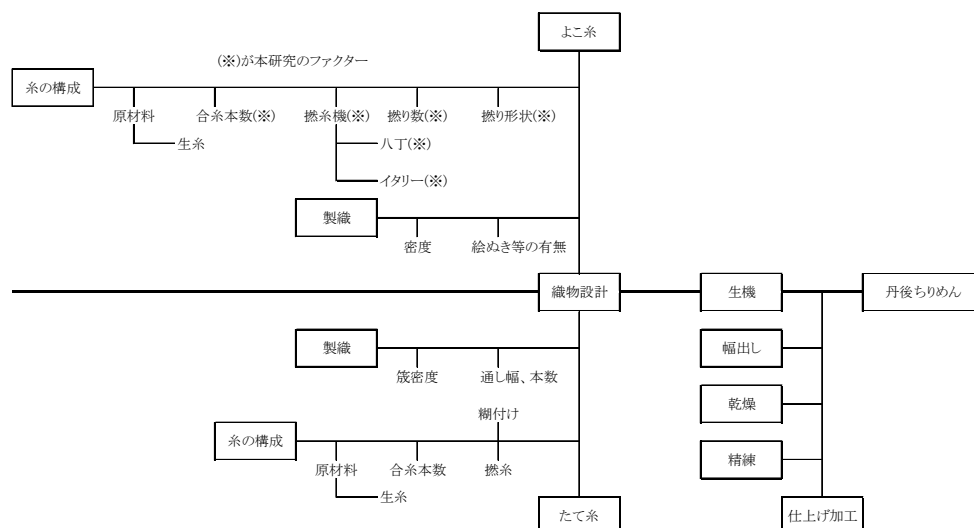 よこ糸
(※)が本研究のファクター
糸の構成
原材料
合糸本数(※)
撚糸機(※)
撚り数(※)
撚り形状(※)
生糸
八丁(※)
イタリー(※)
製織
密度
絵ぬき等の有無
織物設計
生機
丹後ちりめん
製織
筬密度
通し幅、本数
幅出し
乾燥
糊付け
糸の構成
原材料
合糸本数
撚糸
精練
生糸
たて糸
仕上げ加工